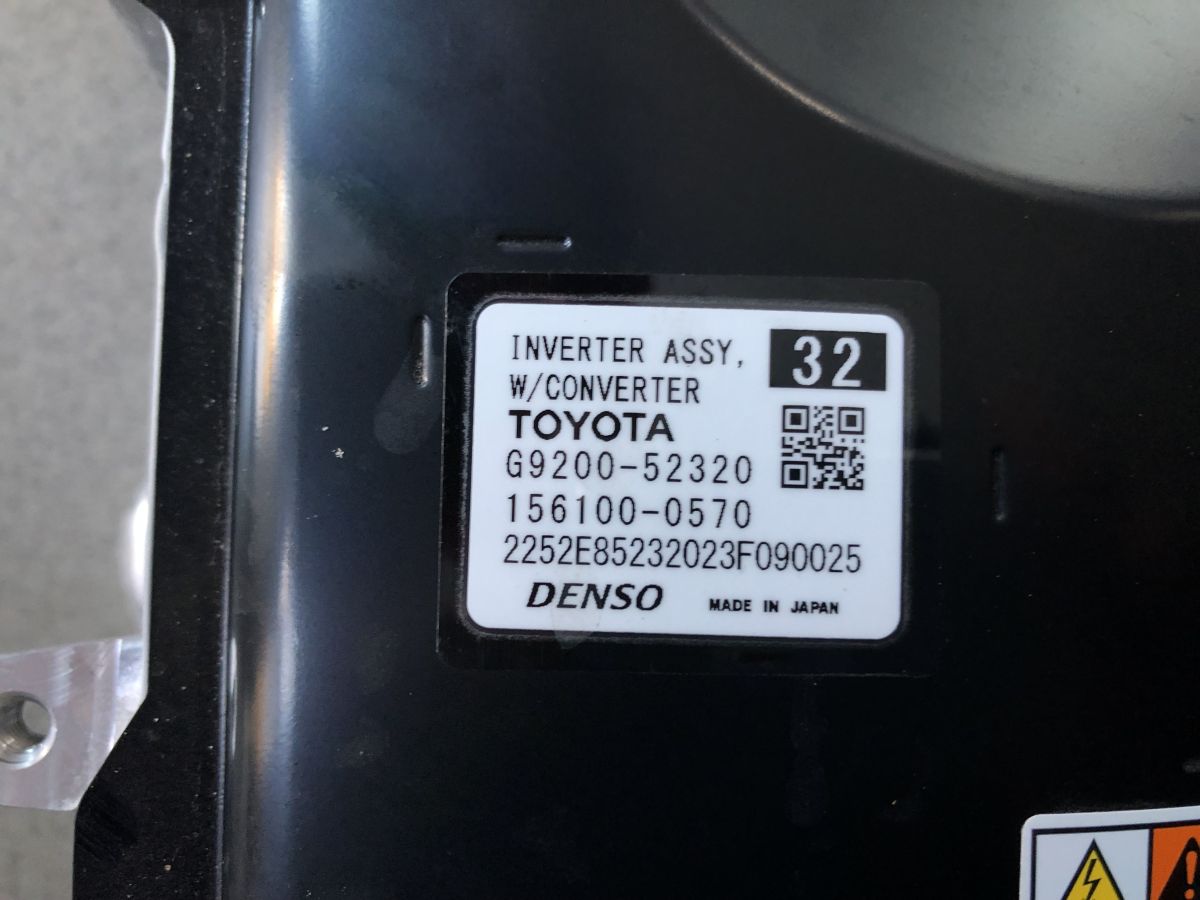 INVERTER ASSY,
W/CONVERTER
32
TOYOTA
G9200-52320
156100-0570
2252E85232023F090025
DENSO
MADE IN JAPAN